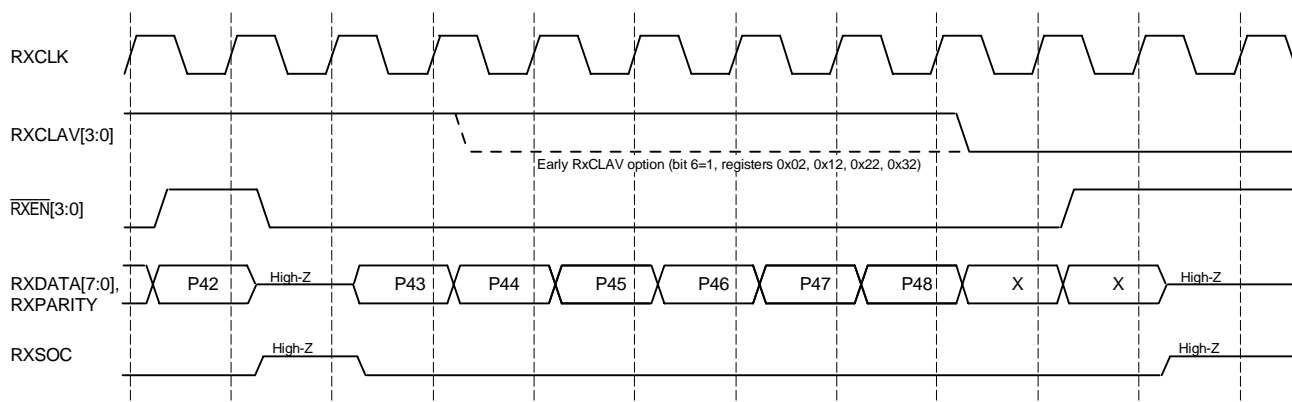 RXCLK
RXCLAV[3:0]
Early RxCLAV option (bit 6=1, registers 0x02, 0x12, 0x22, 0x32)
RXEN[3:0]
RXDATA[7:0],
RXPARITY
P42 High-Z P43 P44 P45 P46 P47 P48 X X High-Z
RXSOC
High-Z High-Z